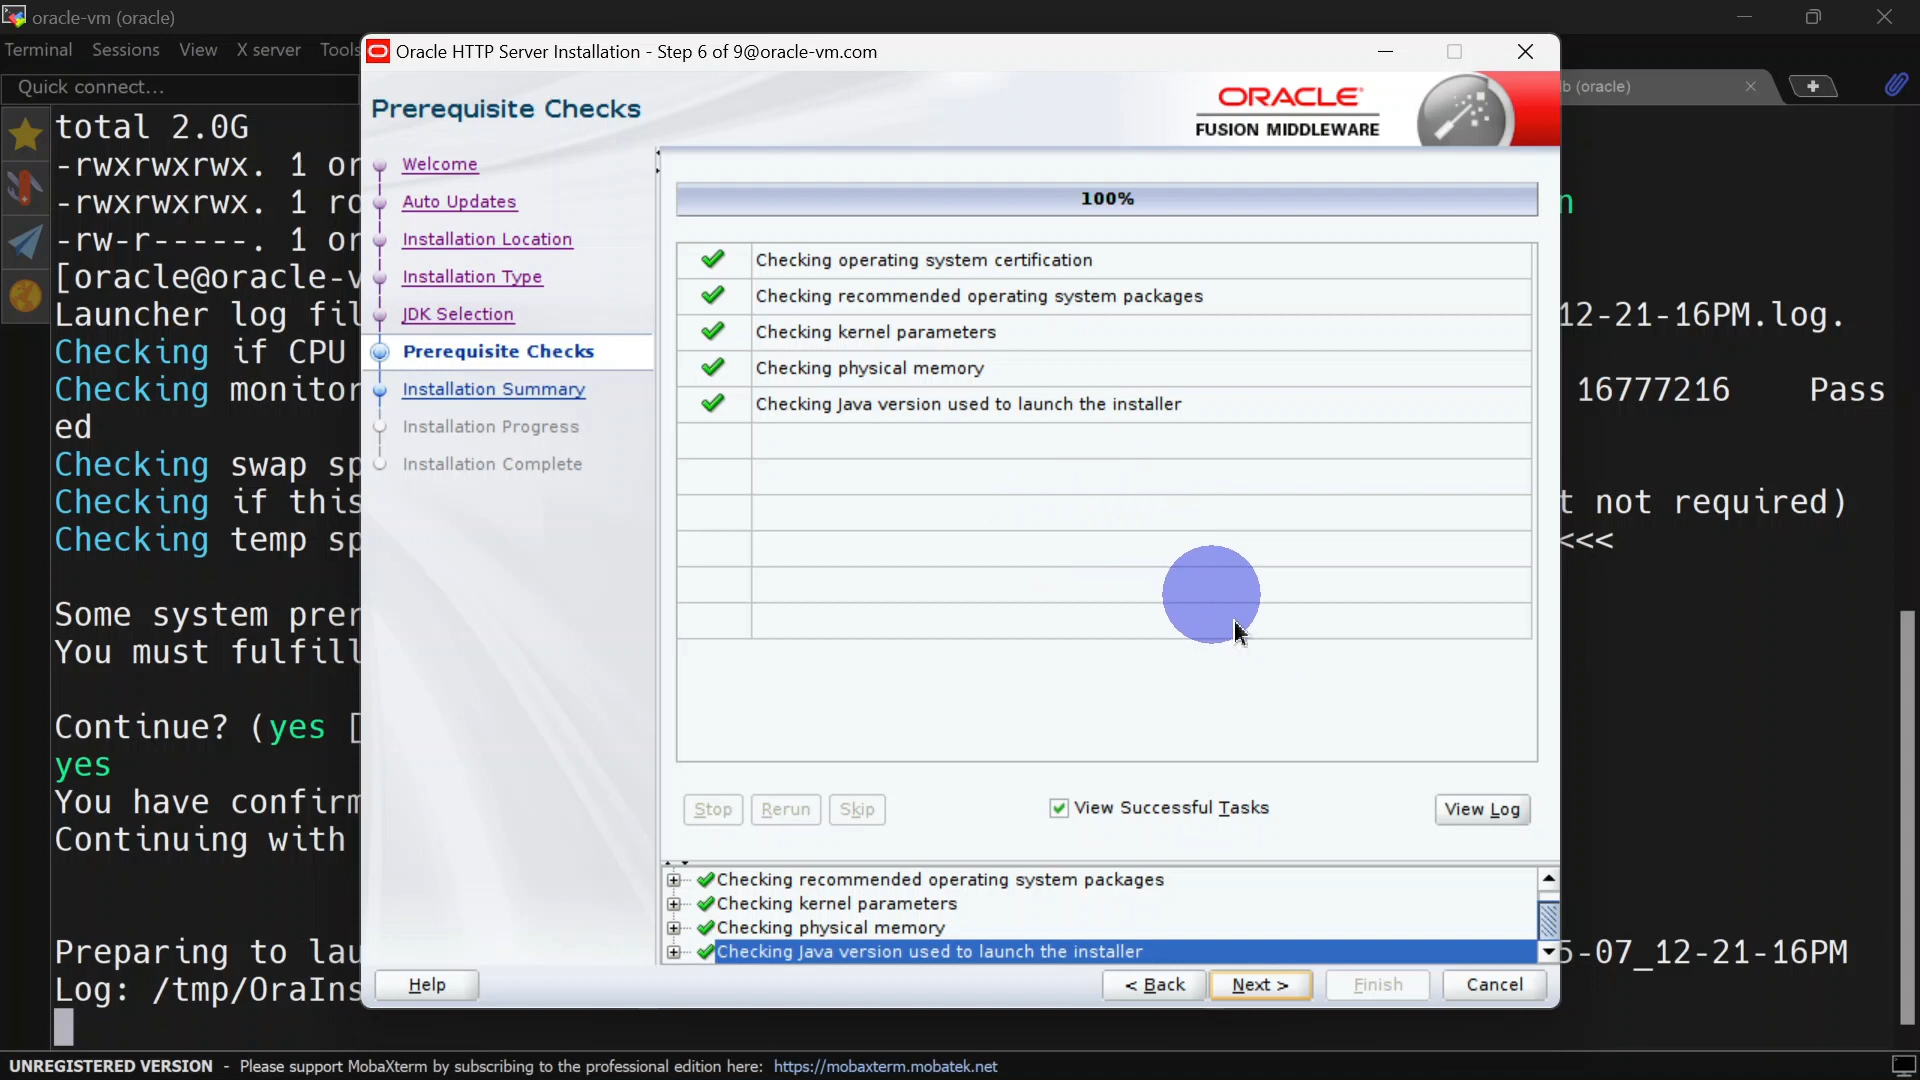 oracle-vm (oracle)
Terminal Sessions View X server Tools
Quick connect...
b (oracle)
total 2.0G
-rwxrwxrwx. 1 or
-rwxrwxrwx. 1 ro
n
-rw-r-----. 1 or
[oracle@oracle-v
Launcher log fil
12-21-16PM.log.
Checking if CPU
Checking monitor
16777216 Pass
ed
Checking swap sp
Checking if this
t not required)
Checking temp sp
<<<
Some system prer
You must fulfill
Continue? (yes [
yes
You have confirm
Continuing with
Preparing to lau
5-07_12-21-16PM
Log: /tmp/OraIns
Oracle HTTP Server Installation - Step 6 of 9@oracle-vm.com
Prerequisite Checks
ORACLE
FUSION MIDDLEWARE
Welcome
Auto Updates
Installation Location
Installation Type
JDK Selection
Prerequisite Checks
Installation Summary
Installation Progress
Installation Complete
100%
Checking operating system certification
Checking recommended operating system packages
Checking kernel parameters
Checking physical memory
Checking Java version used to launch the installer
Stop Rerun Skip
View Successful Tasks
View Log
Checking recommended operating system packages
Checking kernel parameters
Checking physical memory
Checking Java version used to launch the installer
Help
< Back Next > Finish Cancel
UNREGISTERED VERSION - Please support MobaXterm by subscribing to the professional edition here: https://mobaxterm.mobatek.net